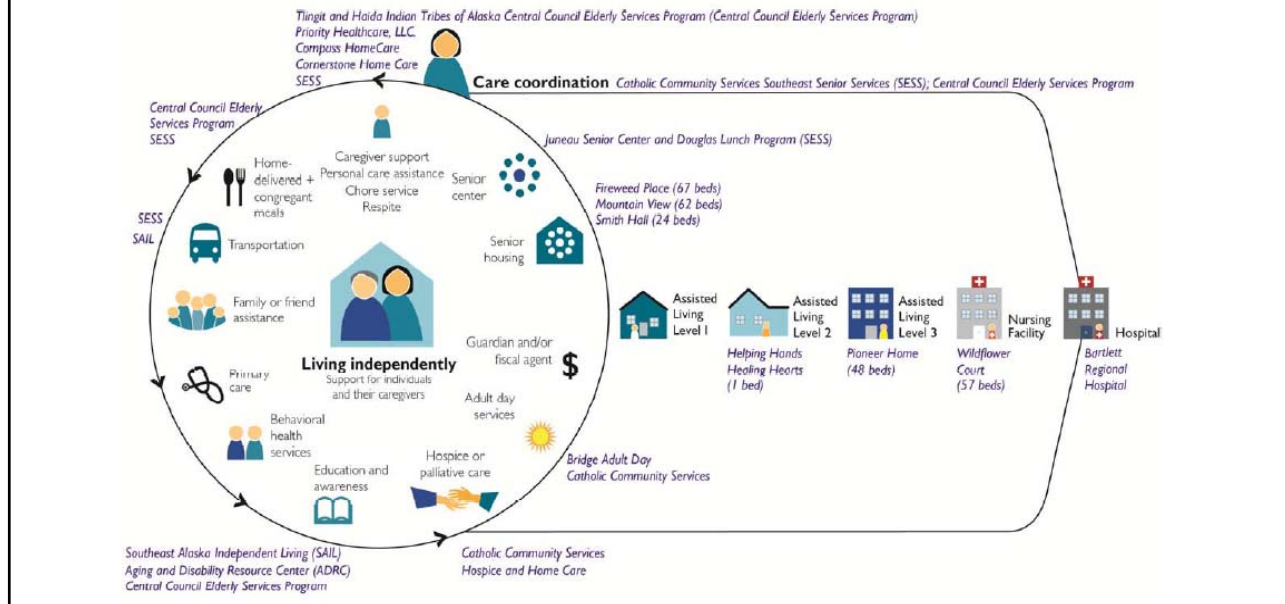 Tlingit and Haida Indian Tribes of Alaska Central Council Elderly Services Program (Central Council Elderly Services Program)
Priority Healthcare, LLC.
Compass HomeCare
Cornerstone Home Care
SESS
Care coordination Catholic Community Services Southeast Senior Services (SESS); Central Council Elderly Services Program
Central Council Elderly
Services Program
SESS
Juneau Senior Center and Douglas Lunch Program (SESS)
Home-
delivered +
congregant
meals
Caregiver support
Personal care assistance
Chore service
Respite
Senior
center
Fireweed Place (67 beds)
Mountain View (62 beds)
Smith Hall (24 beds)
SESS
SAIL
Transportation
Senior
housing
Family or friend
assistance
Living independently
Support for individuals
and their caregivers
Guardian and/or
fiscal agent
$
Assisted
Living
Level 1
Assisted
Living
Level 2
Helping Hands
Healing Hearts
(1 bed)
Assisted
Living
Level 3
Pioneer Home
(48 beds)
Nursing
Facility
Wildflower
Court
(57 beds)
Hospital
Bartlett
Regional
Hospital
Primary
care
Adult day
services
Behavioral
health
services
Education and
awareness
Hospice or
palliative care
Bridge Adult Day
Catholic Community Services
Southeast Alaska Independent Living (SAIL)
Aging and Disability Resource Center (ADRC)
Central Council Elderly Services Program
Catholic Community Services
Hospice and Home Care